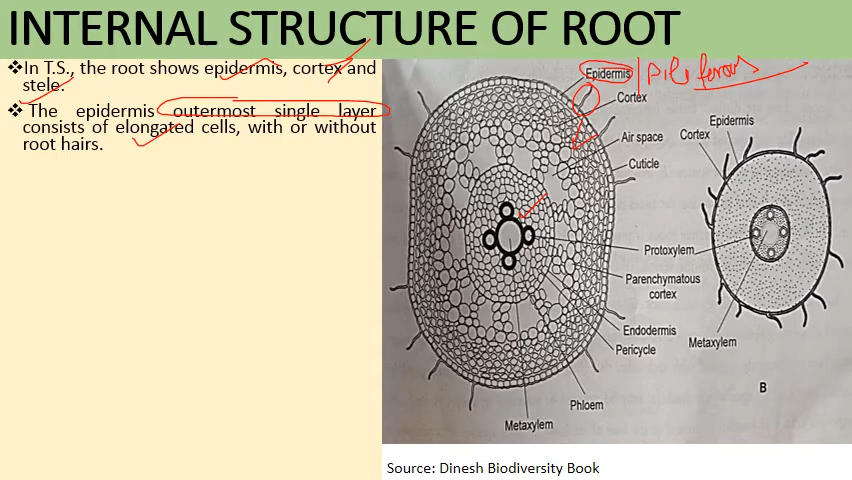 INTERNAL STRUCTURE OF ROOT
❖In T.S., the root shows epidermis, cortex and
stele.
❖ The epidermis outermost single layer
consists of elongated cells, with or without
root hairs.
Epidermis / piliferous
Cortex
Air space
Cuticle
Protoxylem
Parenchymatous
cortex
Endodermis
Pericycle
Phloem
Metaxylem
Epidermis
Cortex
Metaxylem
B
Source: Dinesh Biodiversity Book